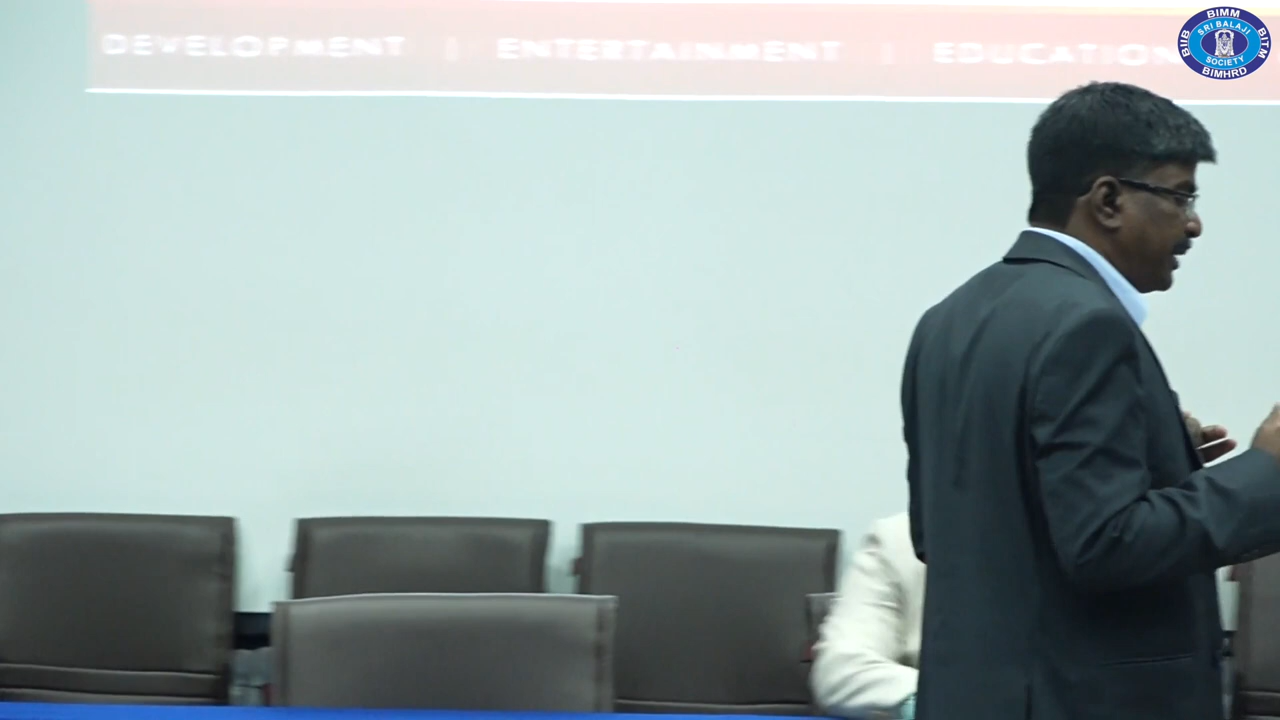 DEVELOPMENT | ENTERTAINMENT | EDUCATION
BIMM
BIIB
SRI BALAJI
SOCIETY
BITM
BIMHRD